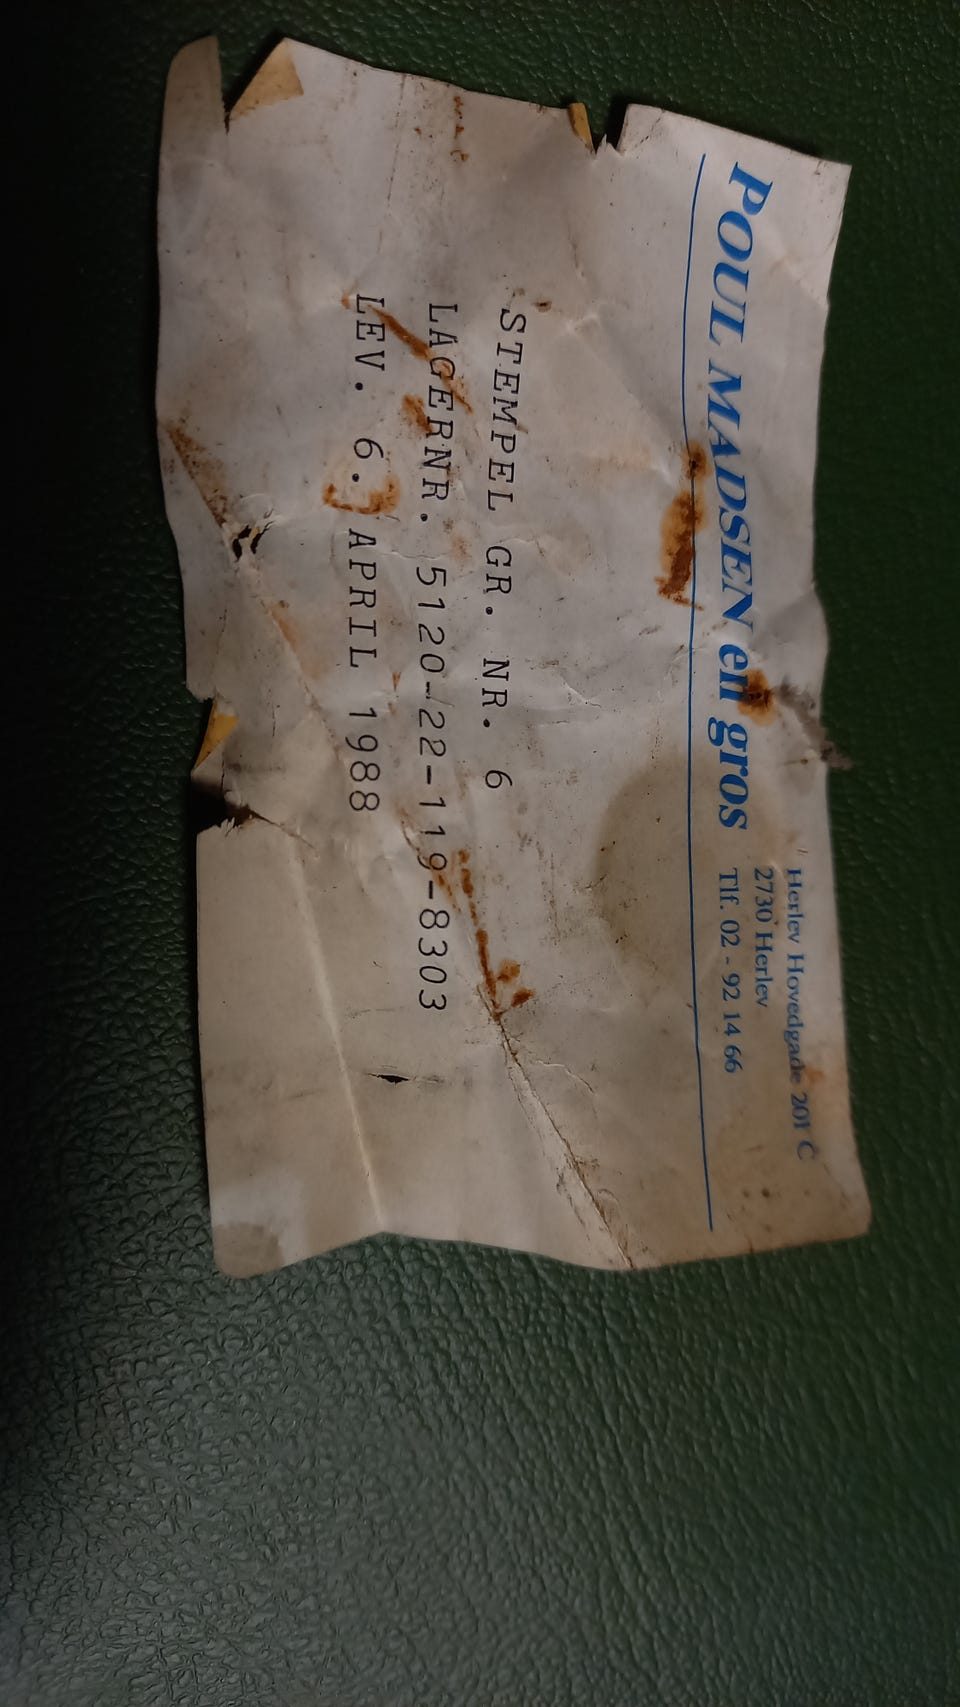 POUL MADSEN en gros
Herlev Hovedgade 201 C
2730 Herlev
Tlf. 02 - 92 14 66
STEMPEL GR. NR. 6
LAGERNR. 5120-22-119-8303
LEV. 6. APRIL 1988